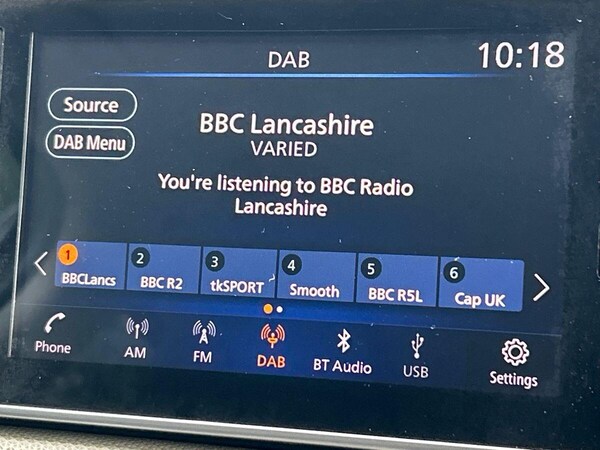 DAB
10:18
Source
DAB Menu
BBC Lancashire
VARIED
You're listening to BBC Radio
Lancashire
1
BBCLancs
2
BBC R2
3
tkSPORT
4
Smooth
5
BBC R5L
6
Cap UK
Phone
AM
FM
DAB
BT Audio
USB
Settings